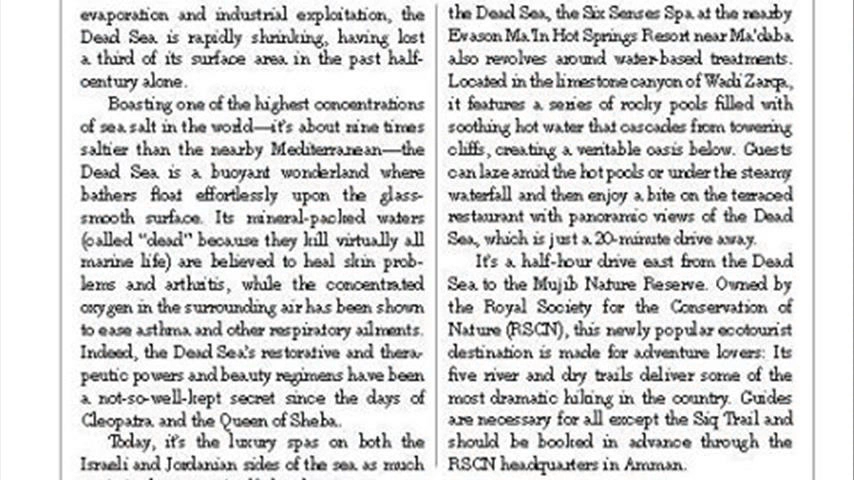 evaporation and industrial exploitation, the
Dead Sea is rapidly shrinking, having lost
a third of its surface area in the past half-
century alone.
Boasting one of the highest concentrations
of sea salt in the world—it's about nine times
saltier than the nearby Mediterranean—the
Dead Sea is a buoyant wonderland where
bathers float effortlessly upon the glass-
smooth surface. Its mineral-packed waters
(called "dead" because they kill virtually all
marine life) are believed to heal skin prob-
lems and arthritis, while the concentrated
oxygen in the surrounding air has been shown
to ease asthma and other respiratory ailments.
Indeed, the Dead Sea's restorative and thera-
peutic powers and beauty regimens have been
a not-so-well-kept secret since the days of
Cleopatra and the Queen of Sheba.
Today, it's the luxury spas on both the
Israeli and Jordanian sides of the sea as much
the Dead Sea, the Six Senses Spa at the nearby
Evason Ma'In Hot Springs Resort near Ma'daba
also revolves around water-based treatments.
Located in the limestone canyon of Wadi Zarqa,
it features a series of rocky pools filled with
soothing hot water that cascades from towering
cliffs, creating a veritable oasis below. Guests
can laze amid the hot pools or under the steamy
waterfall and then enjoy a bite on the terraced
restaurant with panoramic views of the Dead
Sea, which is just a 20-minute drive away.
It's a half-hour drive east from the Dead
Sea to the Mujib Nature Reserve. Owned by
the Royal Society for the Conservation of
Nature (RSCN), this newly popular ecotourist
destination is made for adventure lovers: Its
five river and dry trails deliver some of the
most dramatic hiking in the country. Guides
are necessary for all except the Siq Trail and
should be booked in advance through the
RSCN headquarters in Amman.